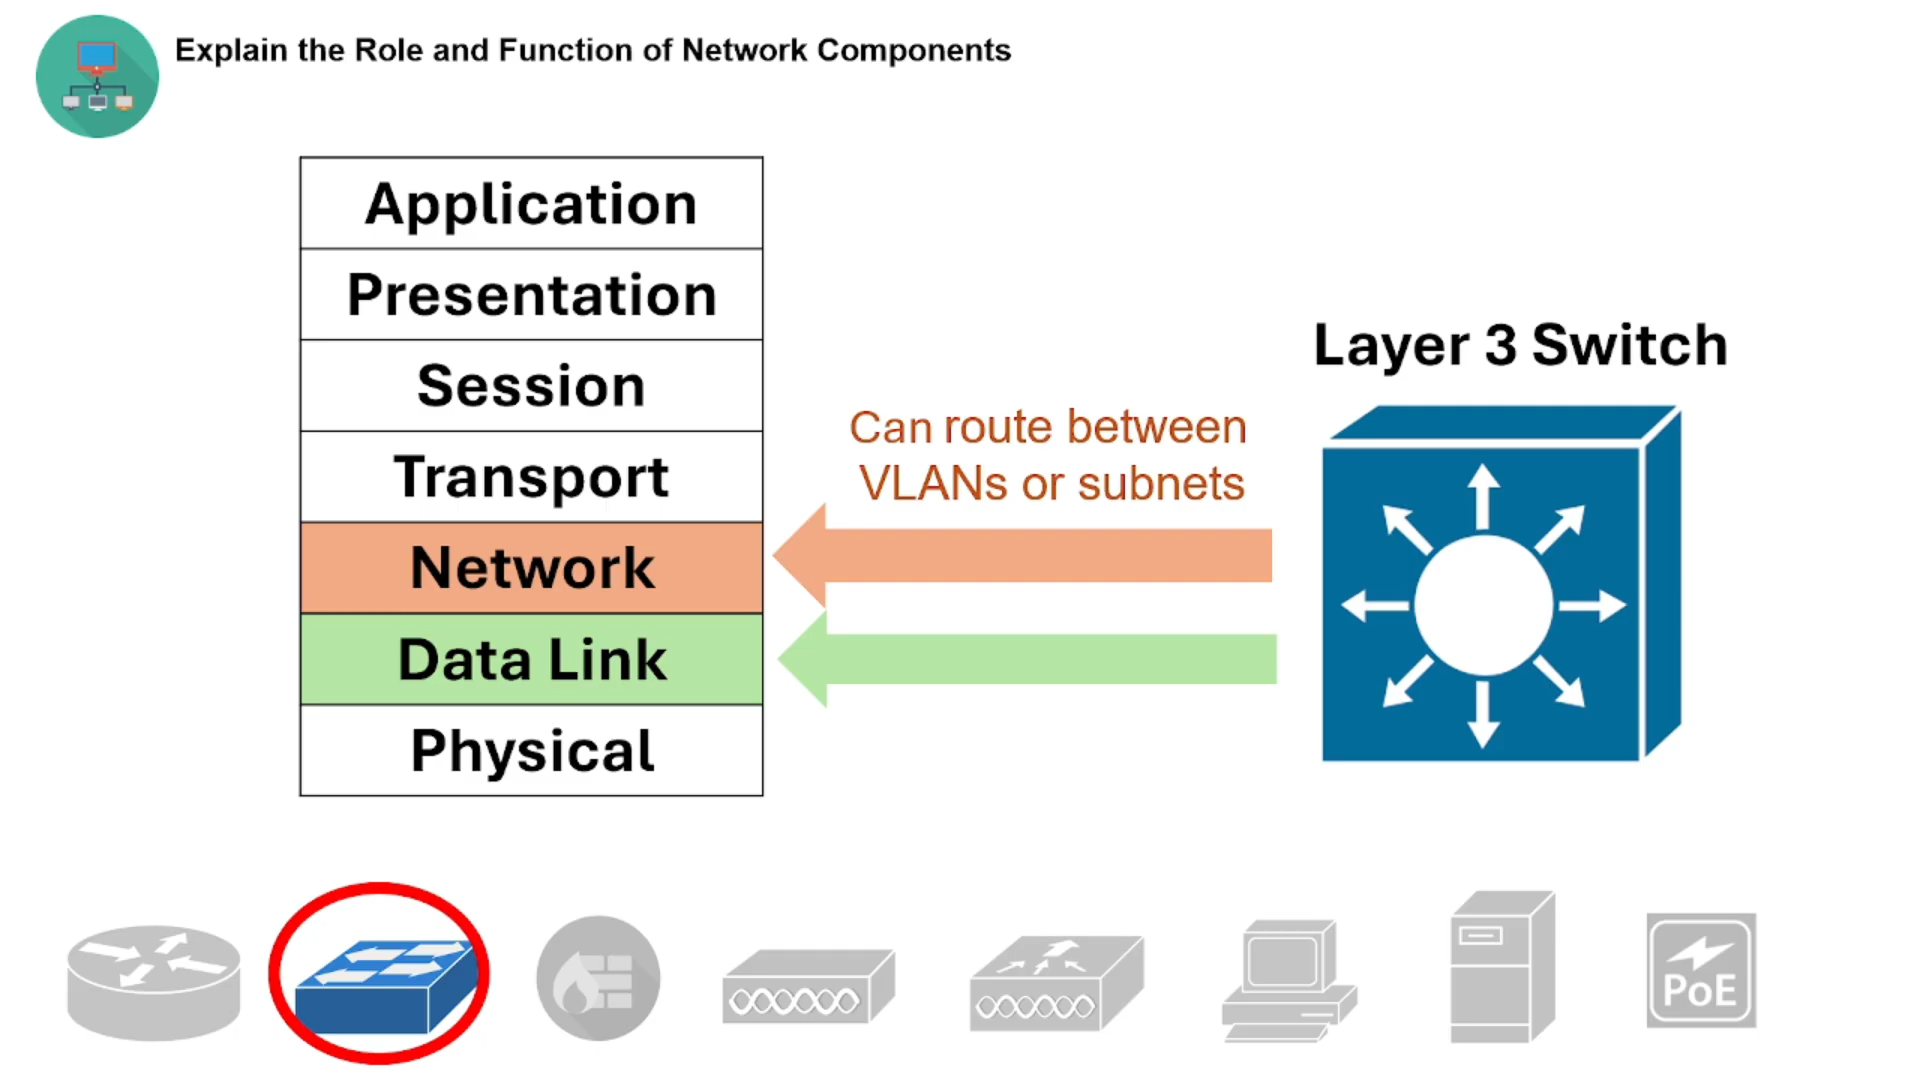 Explain the Role and Function of Network Components
Application
Presentation
Session
Transport
Network
Data Link
Physical
Can route between
VLANs or subnets
Layer 3 Switch
PoE